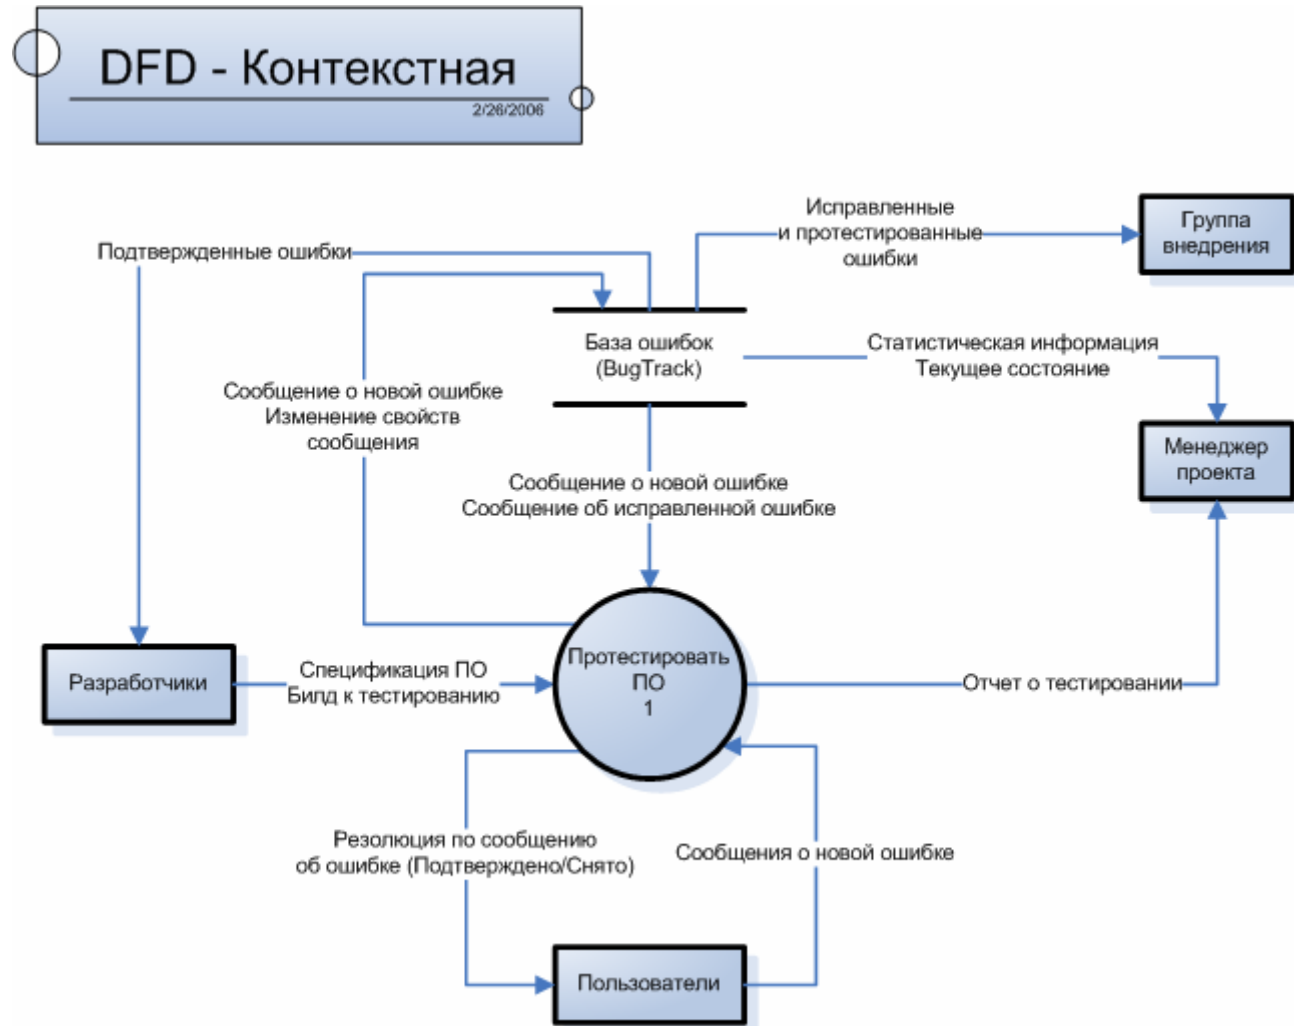 DFD - Контекстная
2/26/2006
Исправленные
и протестированные
ошибки
Группа
внедрения
Подтвержденные ошибки
База ошибок
(BugTrack)
Статистическая информация
Текущее состояние
Сообщение о новой ошибке
Изменение свойств
сообщения
Менеджер
проекта
Сообщение о новой ошибке
Сообщение об исправленной ошибке
Разработчики
Спецификация ПО
Билд к тестированию
Протестировать
ПО
1
Отчет о тестировании
Резолюция по сообщению
об ошибке (Подтверждено/Снято)
Сообщения о новой ошибке
Пользователи